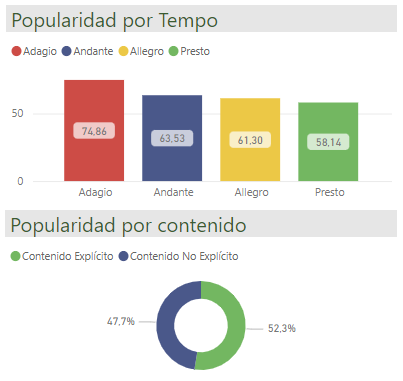 Popularidad por Tempo
Adagio Andante Allegro Presto
50
74,86 63,53 61,30 58,14
0
Adagio Andante Allegro Presto
Popularidad por contenido
Contenido Explícito Contenido No Explícito
47,7% 52,3%